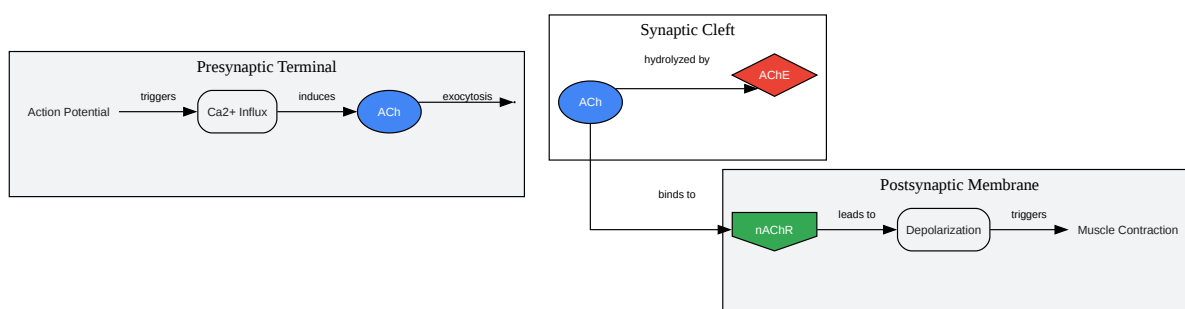 Presynaptic Terminal
Action Potential
triggers
Ca2+ Influx
induces
ACh
exocytosis
Synaptic Cleft
ACh
hydrolyzed by
AChE
binds to
Postsynaptic Membrane
nAChR
leads to
Depolarization
triggers
Muscle Contraction